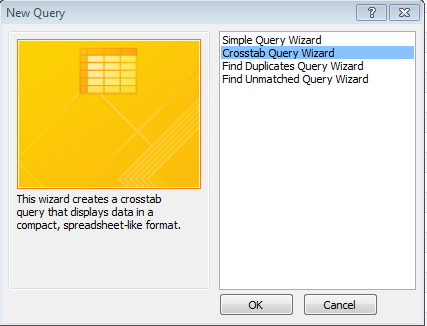 New Query
Simple Query Wizard
Crosstab Query Wizard
Find Duplicates Query Wizard
Find Unmatched Query Wizard
This wizard creates a crosstab
query that displays data in a
compact, spreadsheet-like format.
OK
Cancel